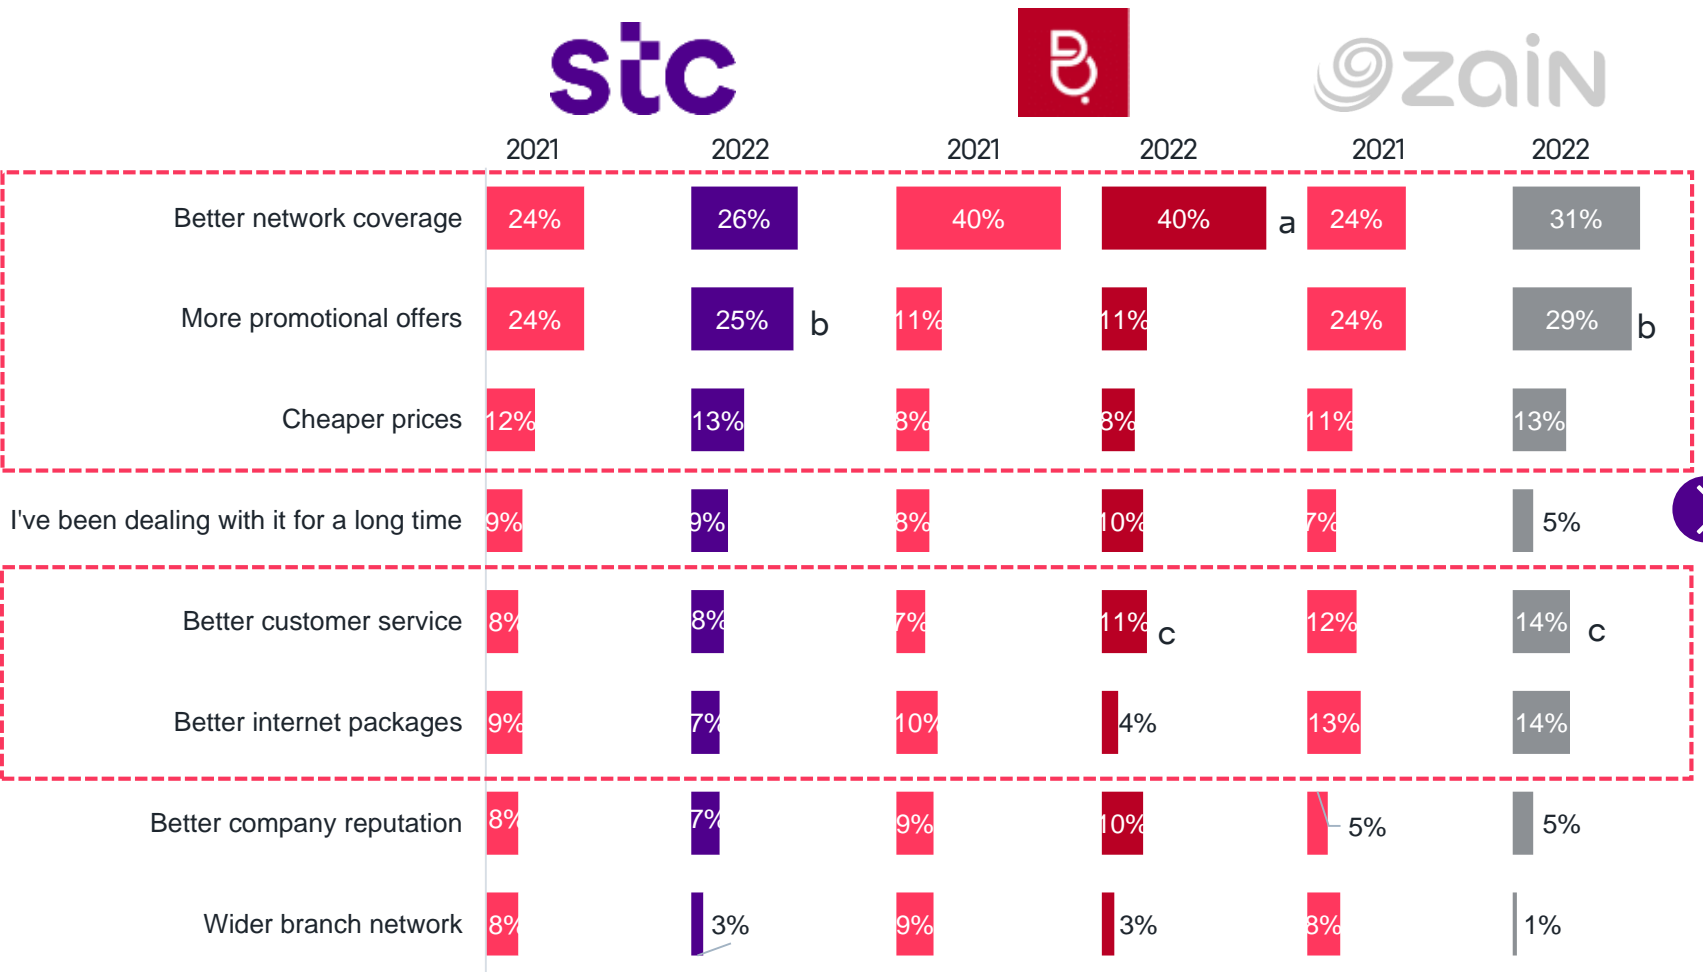 stc
zain
2021 2022 2021 2022 2021 2022
Better network coverage 24% 26% 40% 40% a 24% 31%
More promotional offers 24% 25% b 11% 11% 24% 29% b
Cheaper prices 12% 13% 8% 8% 11% 13%
I've been dealing with it for a long time 9% 9% 8% 10% 7% 5%
Better customer service 8% 8% 7% 11% c 12% 14% c
Better internet packages 9% 7% 10% 4% 13% 14%
Better company reputation 8% 7% 9% 10% 5% 5%
Wider branch network 8% 3% 9% 3% 8% 1%